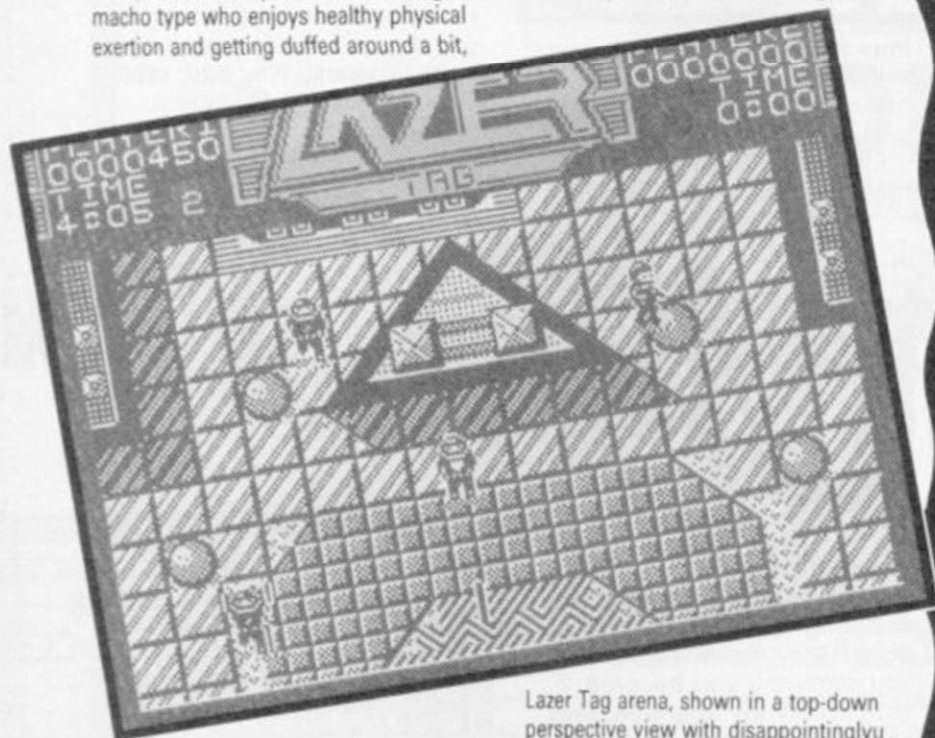 macho type who enjoys healthy physical
exertion and getting duffed around a bit,
PLAYER1
0000450
TIME
4:05 2
LAZER
TAG
0000000
TIME
0:00
Lazer Tag arena, shown in a top-down
perspective view with disappointinglyu